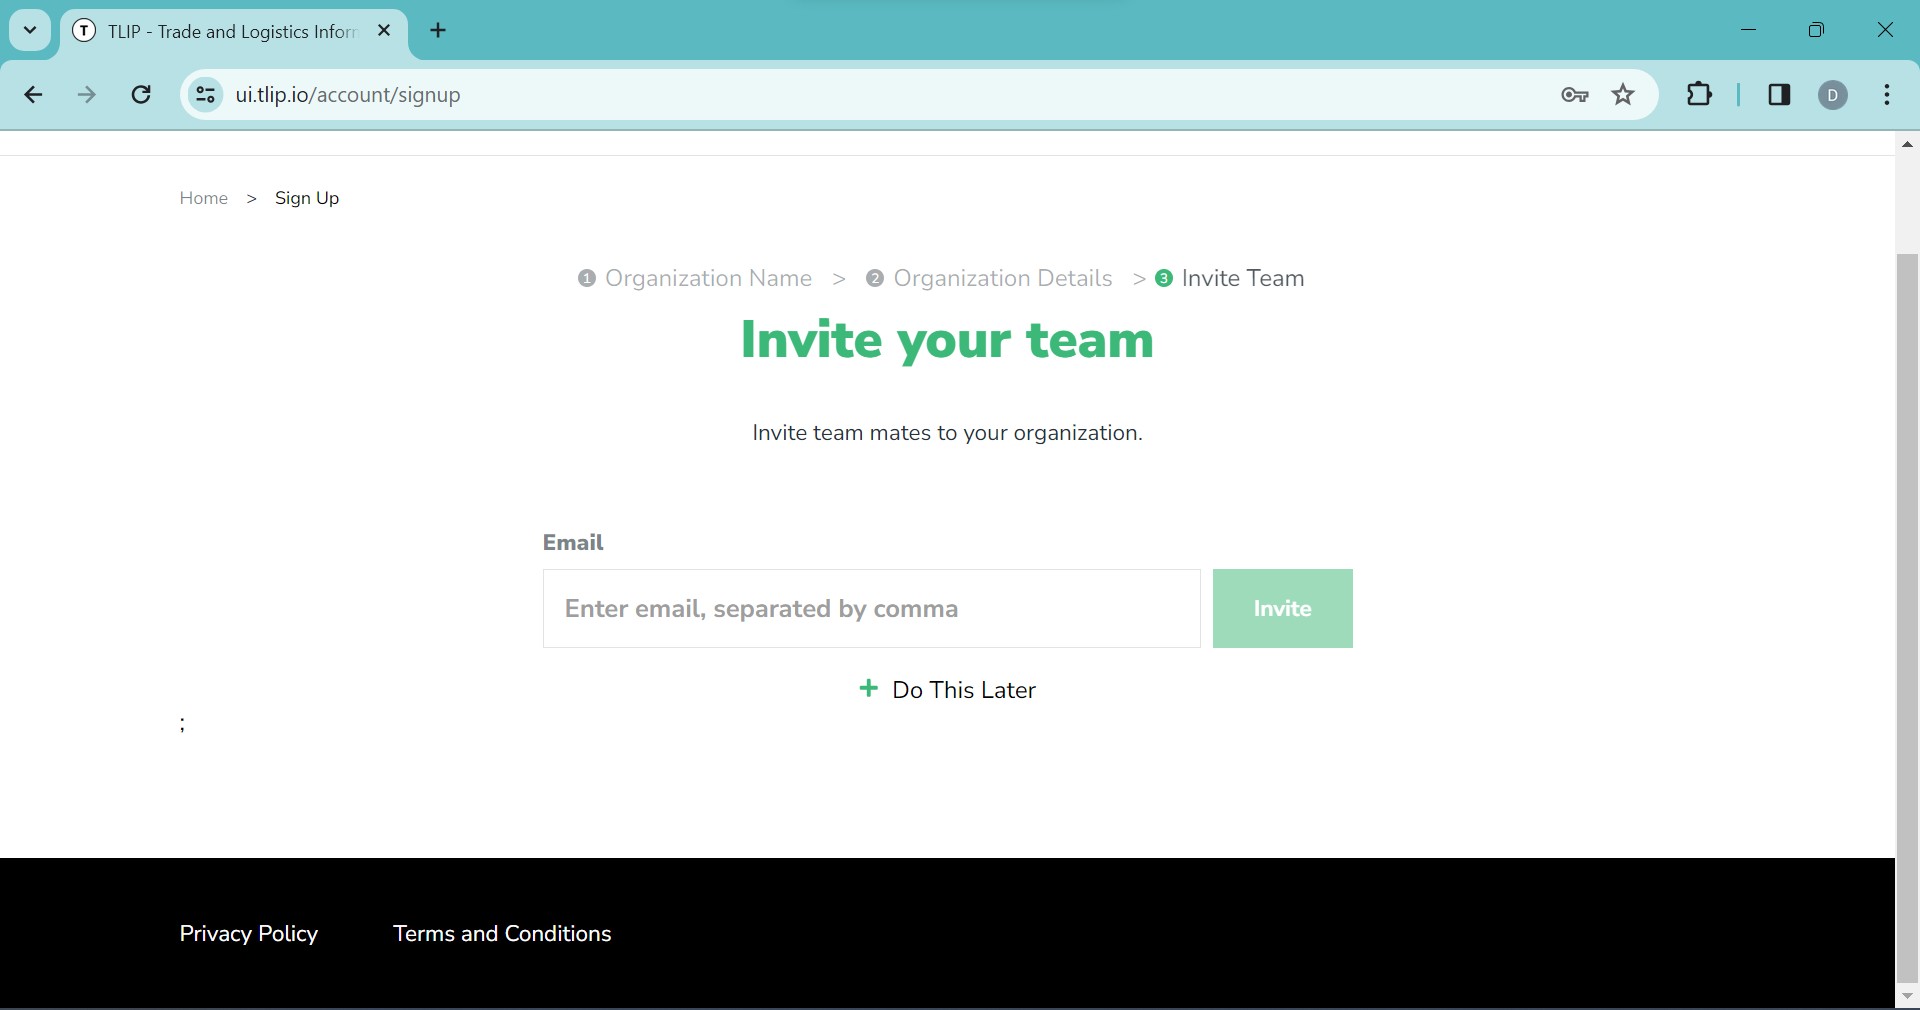 TLIP - Trade and Logistics Inform
ui.tlip.io/account/signup
D
Home > Sign Up
1 Organization Name > 2 Organization Details > 3 Invite Team
Invite your team
Invite team mates to your organization.
Email
Enter email, separated by comma
Invite
+ Do This Later
;
Privacy Policy
Terms and Conditions